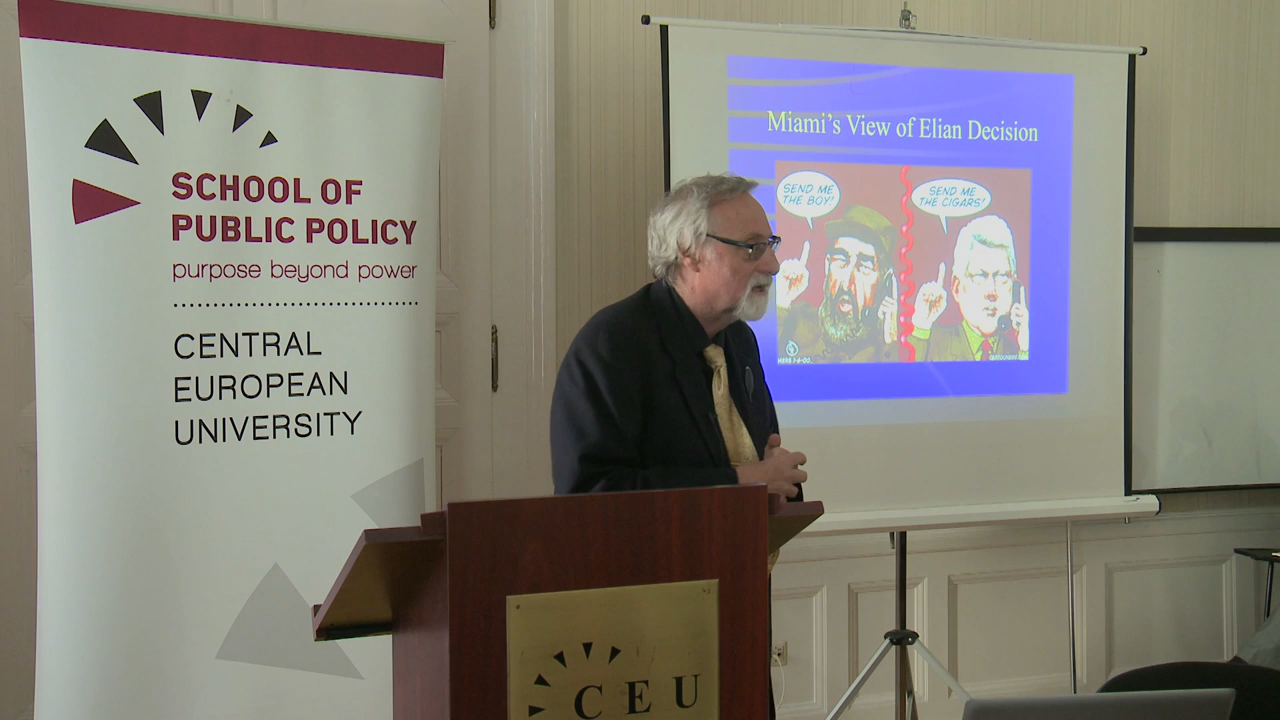 SCHOOL OF
PUBLIC POLICY
purpose beyond power
CENTRAL
EUROPEAN
UNIVERSITY
Miami's View of Elian Decision
SEND ME
THE BOY!
SEND ME
THE CIGARS!
CEU